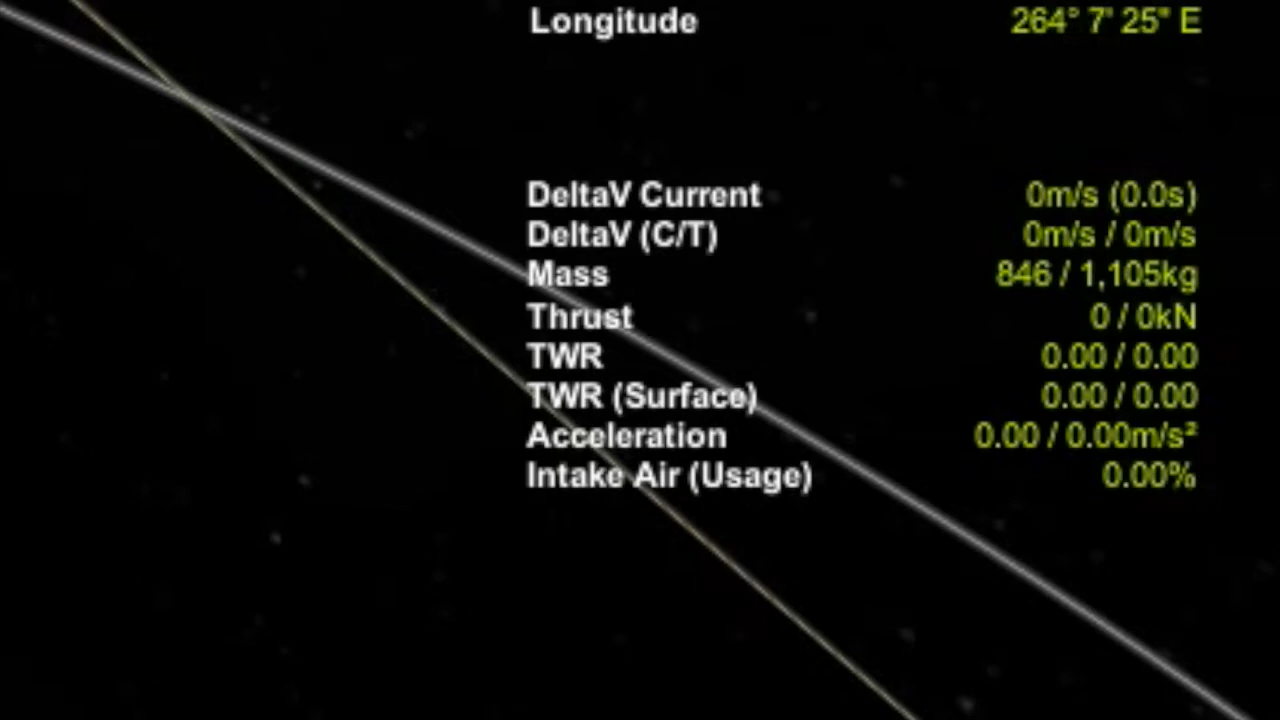 Longitude 264° 7' 25" E
DeltaV Current 0m/s (0.0s)
DeltaV (C/T) 0m/s / 0m/s
Mass 846 / 1,105kg
Thrust 0 / 0kN
TWR 0.00 / 0.00
TWR (Surface) 0.00 / 0.00
Acceleration 0.00 / 0.00m/s²
Intake Air (Usage) 0.00%